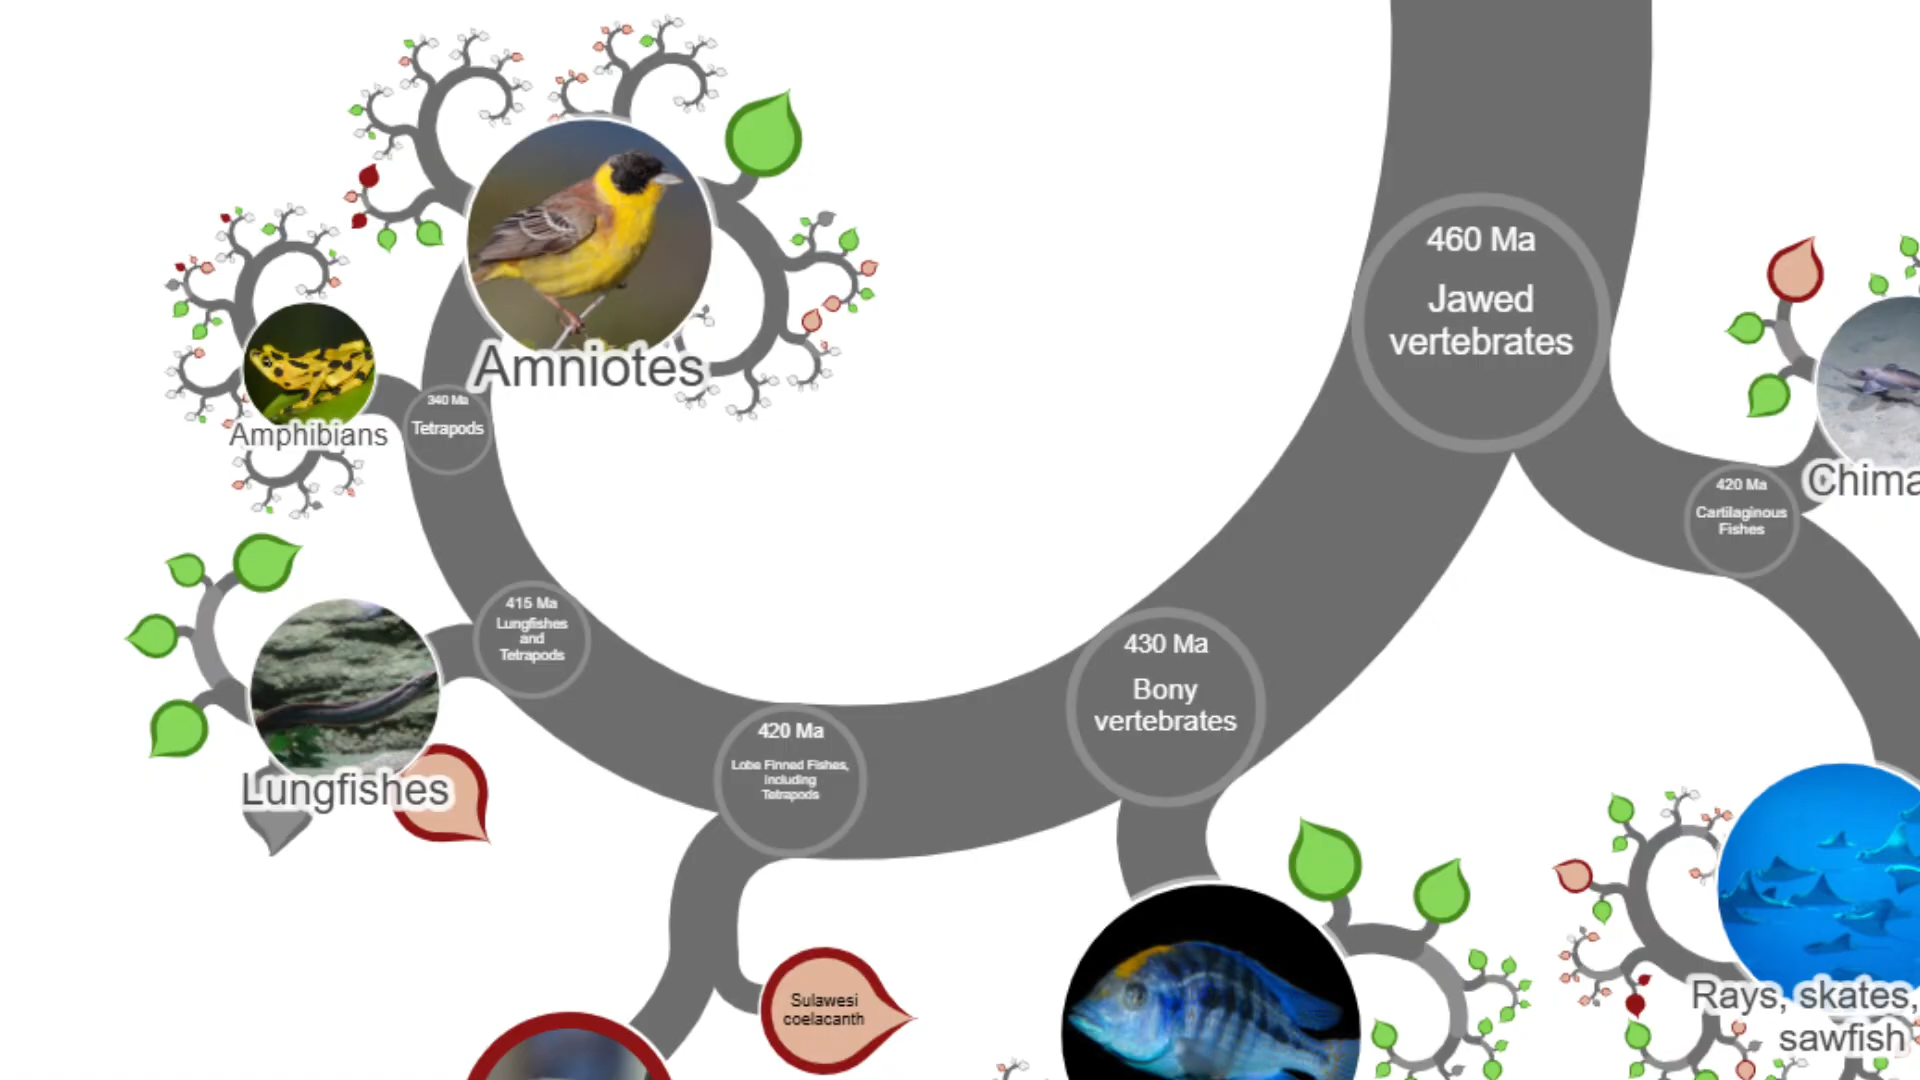 460 Ma
Jawed
vertebrates
Amniotes
340 Ma
Tetrapods
Amphibians
420 Ma
Cartilaginous
Fishes
415 Ma
Lungfishes
and
Tetrapods
430 Ma
Bony
vertebrates
420 Ma
Lobe Finned Fishes,
including
Tetrapods
Lungfishes
Sulawesi
coelacanth
Rays, skates,
sawfish